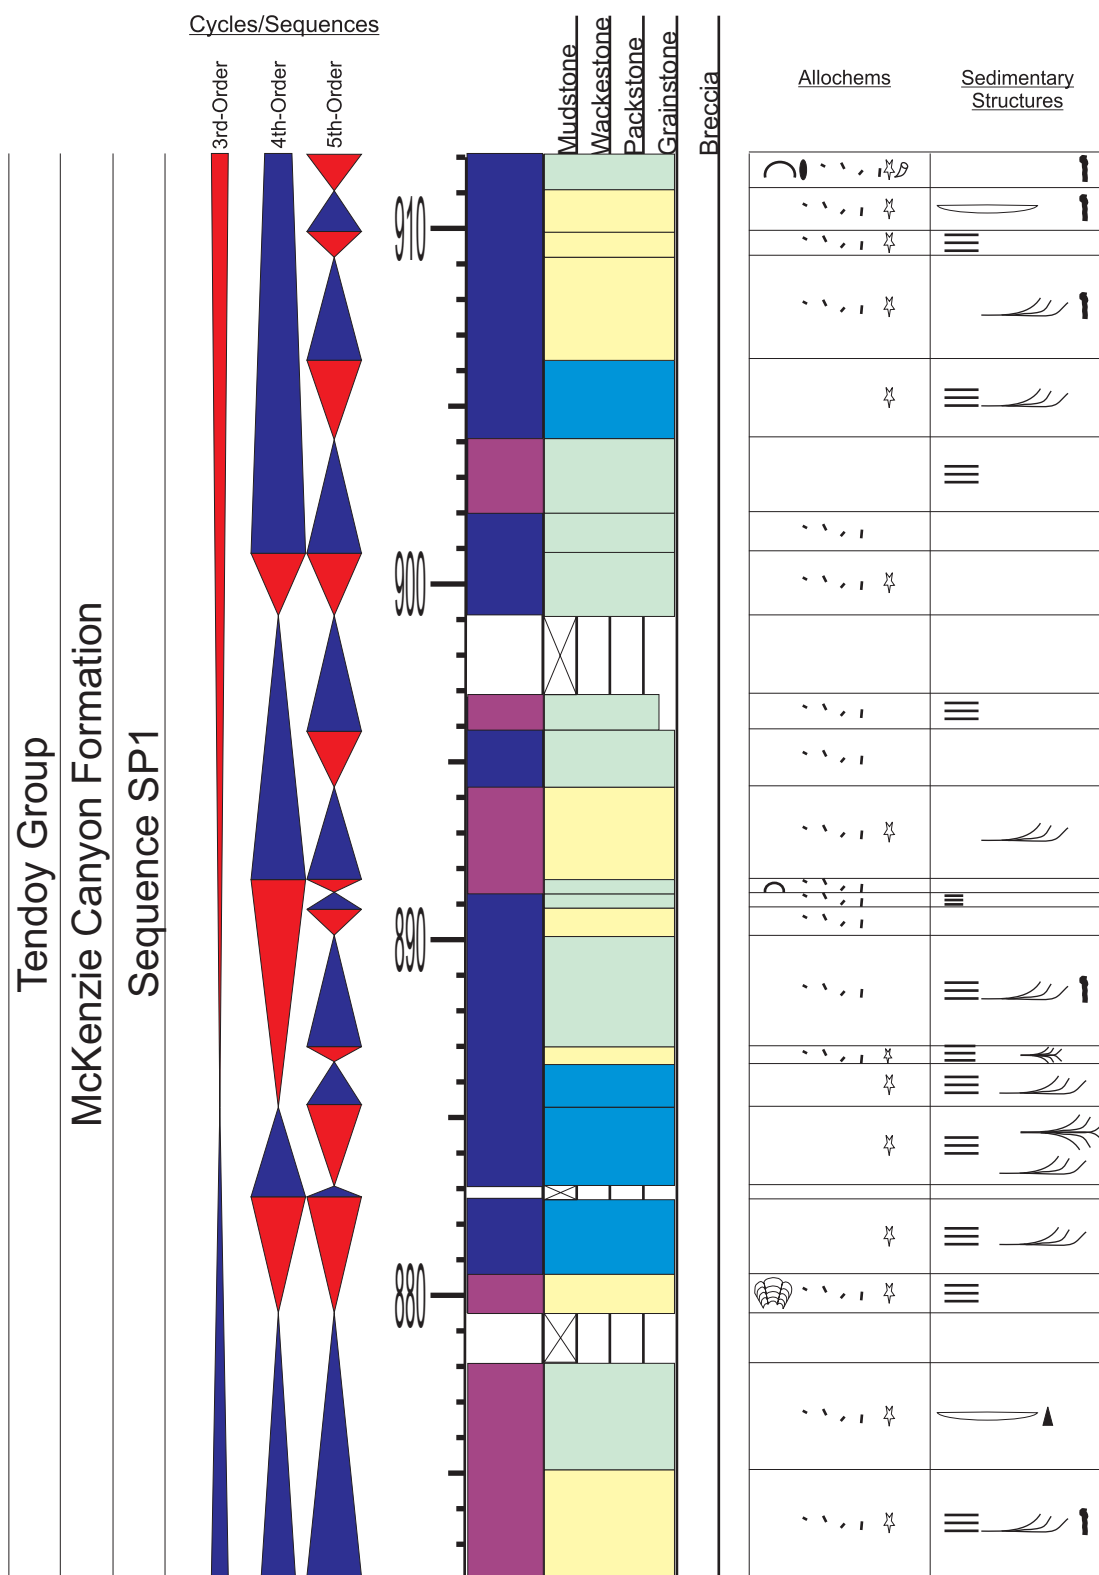 Cycles/Sequences
3rd-Order
4th-Order
5th-Order
Mudstone
Wackestone
Packstone
Grainstone
Breccia
Allochems
Sedimentary
Structures
910
900
890
880
Tendoy Group
McKenzie Canyon Formation
Sequence SP1